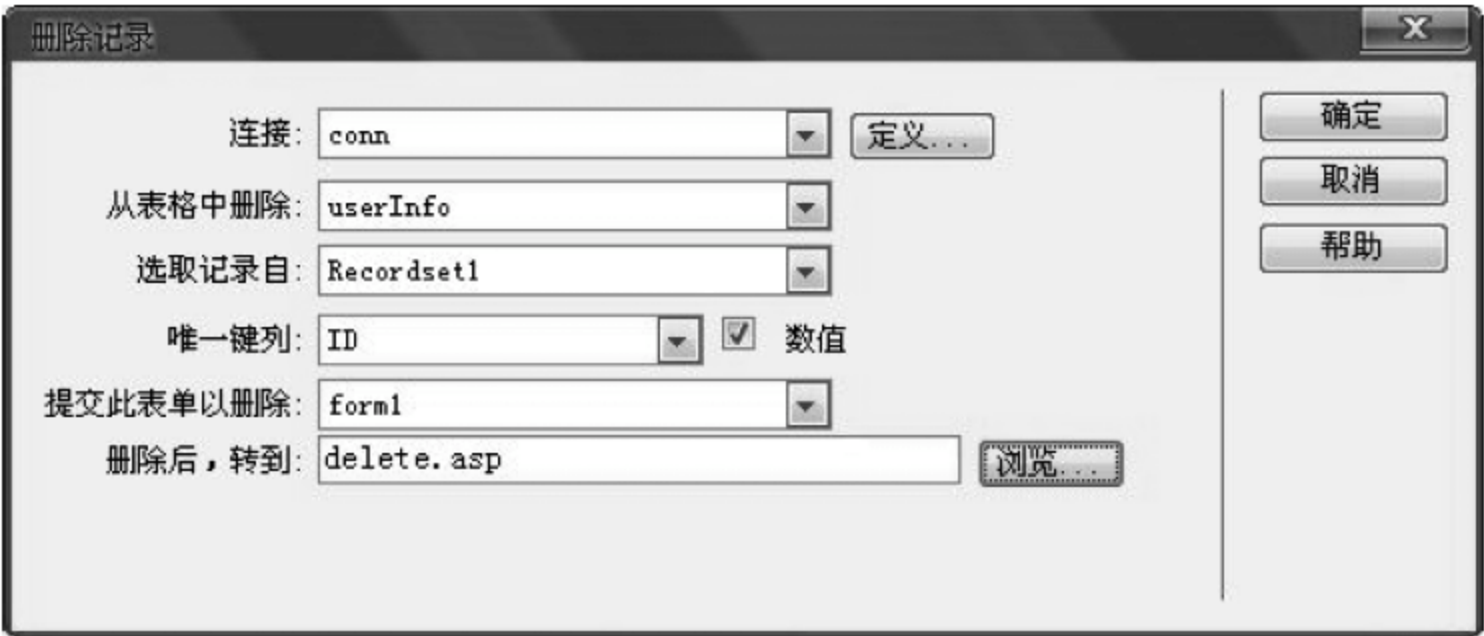 删除记录
连接: conn 定义...
确定
从表格中删除: userInfo
取消
选取记录自: Recordset1
帮助
唯一键列: ID 数值
提交此表单以删除: form1
删除后，转到: delete.asp 浏览...